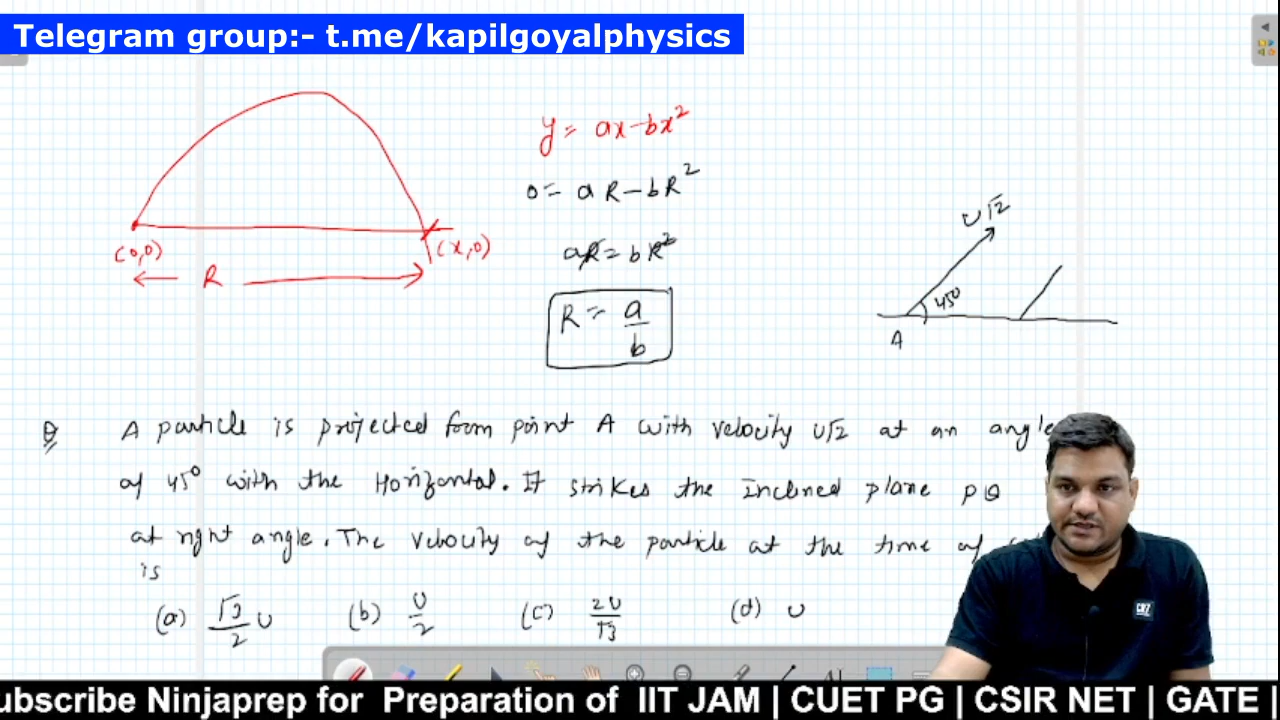 Telegram group:- t.me/kapilgoyalphysics
y = ax-bx²
0 = aR-bR²
aR = bR²
R = a/b
(0,0)
(x,0)
R
U√2
45°
A
Q A particle is projected from point A with velocity U√2 at an angle
of 45° with the Horizontal. It strikes the Inclined plane PQ
at right angle. The velocity of the particle at the time of
is
(a) √3/2 U (b) U/2 (c) 2U/√3 (d) U
ubscribe Ninjaprep for Preparation of IIT JAM | CUET PG | CSIR NET | GATE |